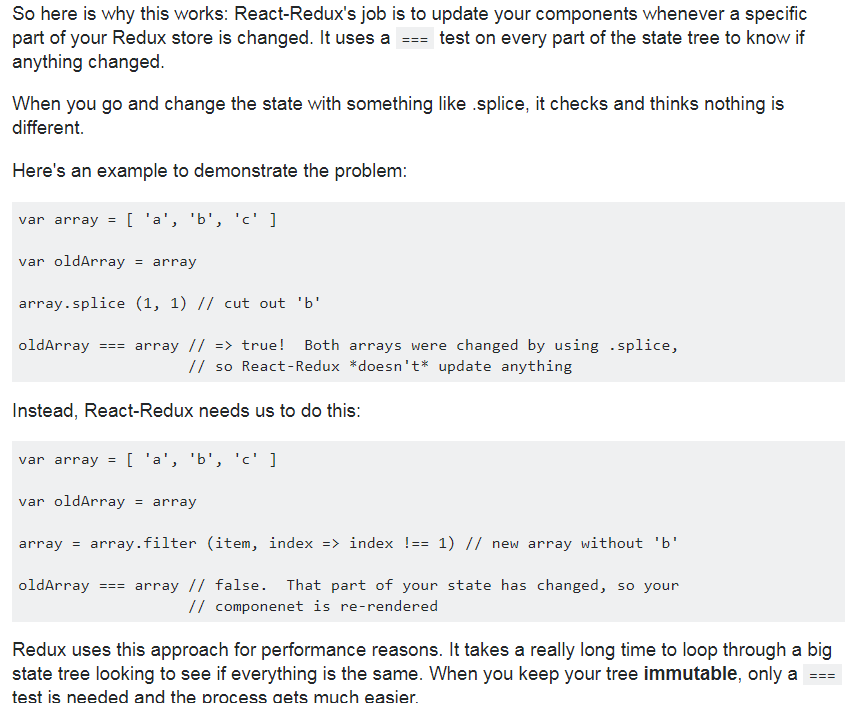 So here is why this works: React-Redux's job is to update your components whenever a specific
part of your Redux store is changed. It uses a === test on every part of the state tree to know if
anything changed.
When you go and change the state with something like .splice, it checks and thinks nothing is
different.
Here's an example to demonstrate the problem:
var array = [ 'a', 'b', 'c' ]
var oldArray = array
array.splice (1, 1) // cut out 'b'
oldArray === array // => true!  Both arrays were changed by using .splice,
// so React-Redux *doesn't* update anything
Instead, React-Redux needs us to do this:
var array = [ 'a', 'b', 'c' ]
var oldArray = array
array = array.filter (item, index => index !== 1) // new array without 'b'
oldArray === array // false.  That part of your state has changed, so your
// componenet is re-rendered
Redux uses this approach for performance reasons. It takes a really long time to loop through a big
state tree looking to see if everything is the same. When you keep your tree immutable, only a ===
test is needed and the process gets much easier.